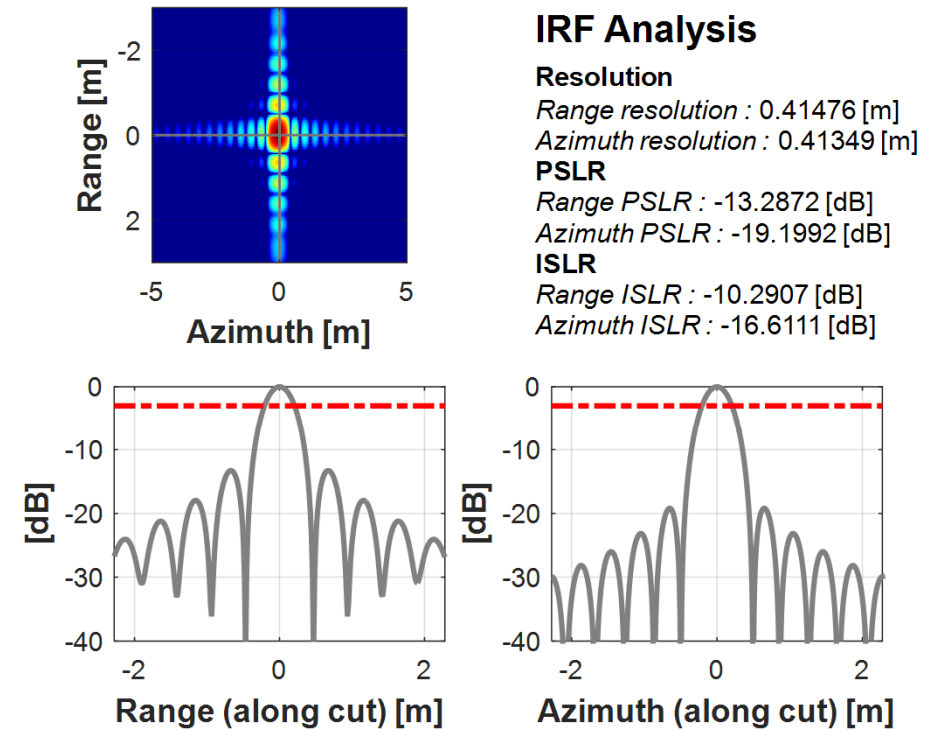 IRF Analysis
Resolution
Range resolution : 0.41476 [m]
Azimuth resolution : 0.41349 [m]
PSLR
Range PSLR : -13.2872 [dB]
Azimuth PSLR : -19.1992 [dB]
ISLR
Range ISLR : -10.2907 [dB]
Azimuth ISLR : -16.6111 [dB]
Range [m]
-2
0
2
-5 0 5
Azimuth [m]
[dB]
0
-10
-20
-30
-40
-2 0 2
Range (along cut) [m]
[dB]
0
-10
-20
-30
-40
-2 0 2
Azimuth (along cut) [m]